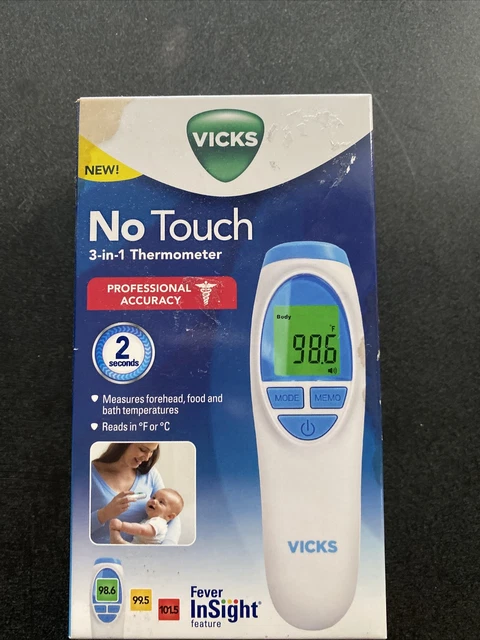 VICKS
NEW!
No Touch
3-in-1 Thermometer
PROFESSIONAL
ACCURACY
2
seconds
• Measures forehead, food and
bath temperatures
• Reads in °F or °C
Body
°F
98.6
MODE
MEMO
VICKS
98.6
99.5
101.5
Fever
InSight®
feature